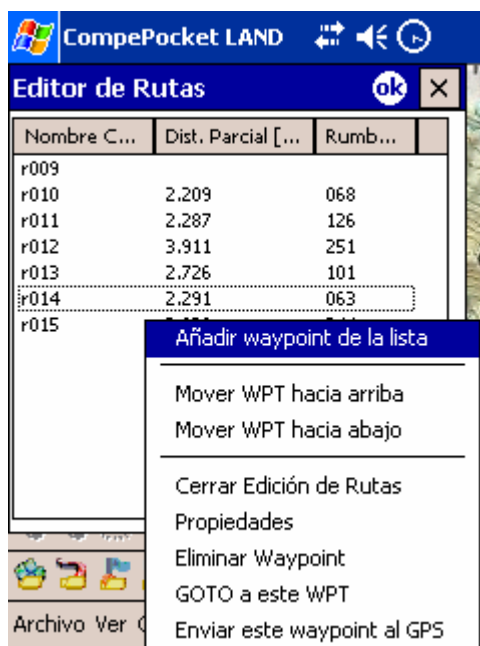 CompePocket LAND
Editor de Rutas ok
Nombre C... Dist. Parcial [... Rumb...
r009
r010 2.209 068
r011 2.287 126
r012 3.911 251
r013 2.726 101
r014 2.291 063
r015
Añadir waypoint de la lista
Mover WPT hacia arriba
Mover WPT hacia abajo
Cerrar Edición de Rutas
Propiedades
Eliminar Waypoint
GOTO a este WPT
Enviar este waypoint al GPS
Archivo Ver